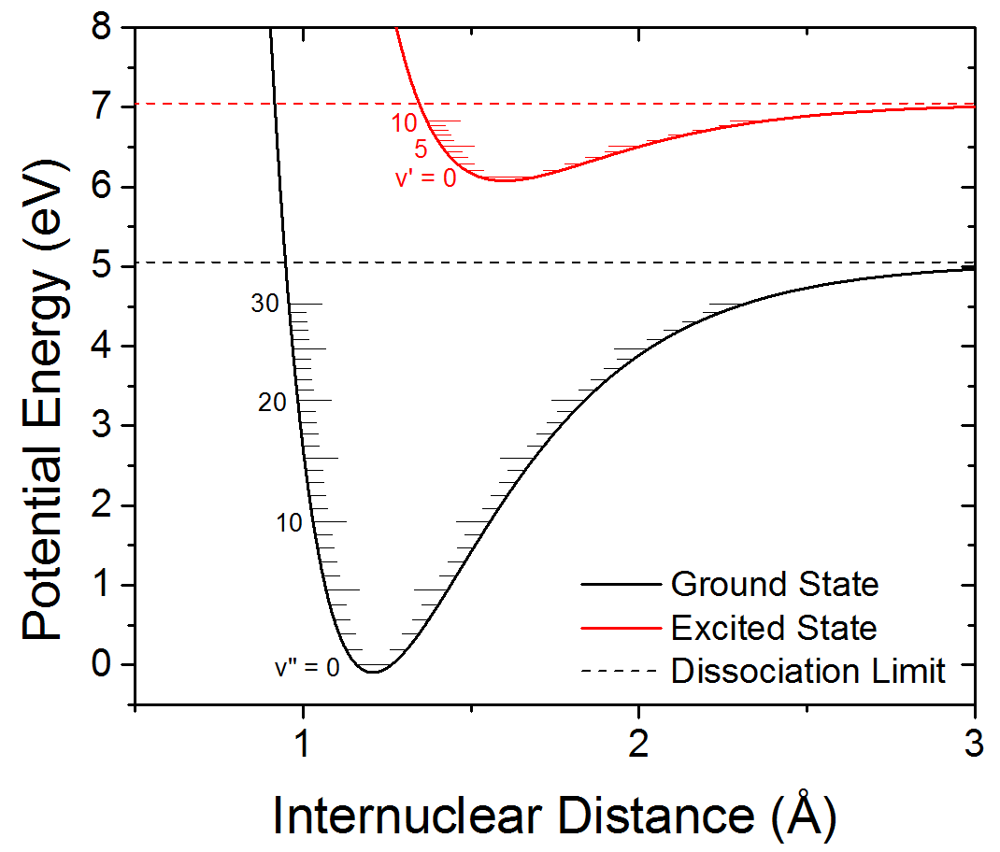 8
7
6
5
4
3
2
1
0
Potential Energy (eV)
10
5
v' = 0
30
20
10
v" = 0
Ground State
Excited State
Dissociation Limit
1
2
3
Internuclear Distance (Å)